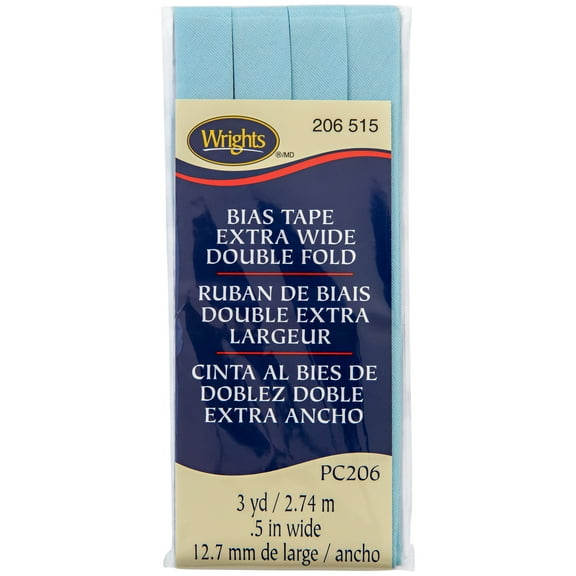 Wrights
®/MD
206 515
BIAS TAPE
EXTRA WIDE
DOUBLE FOLD
RUBAN DE BIAIS
DOUBLE EXTRA
LARGEUR
CINTA AL BIES DE
DOBLEZ DOBLE
EXTRA ANCHO
PC206
3 yd / 2.74 m
.5 in wide
12.7 mm de large / ancho